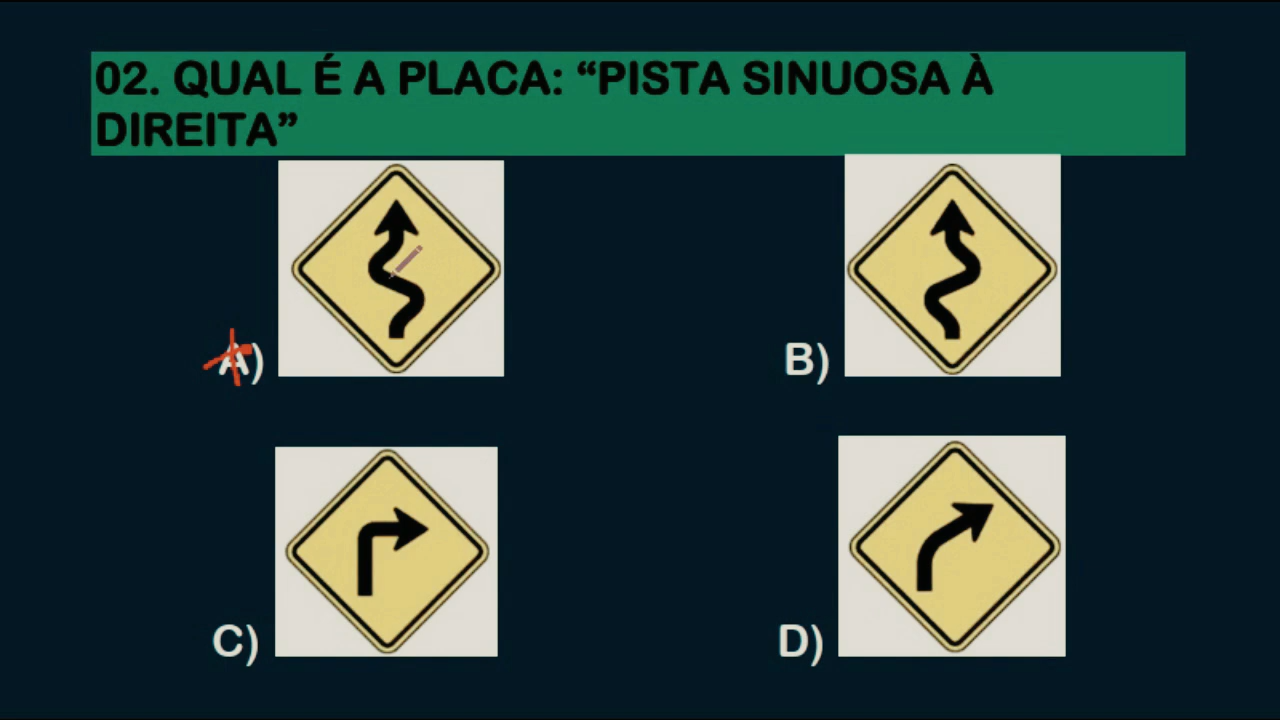 02. QUAL É A PLACA: “PISTA SINUOSA À
DIREITA”
A)
B)
C)
D)